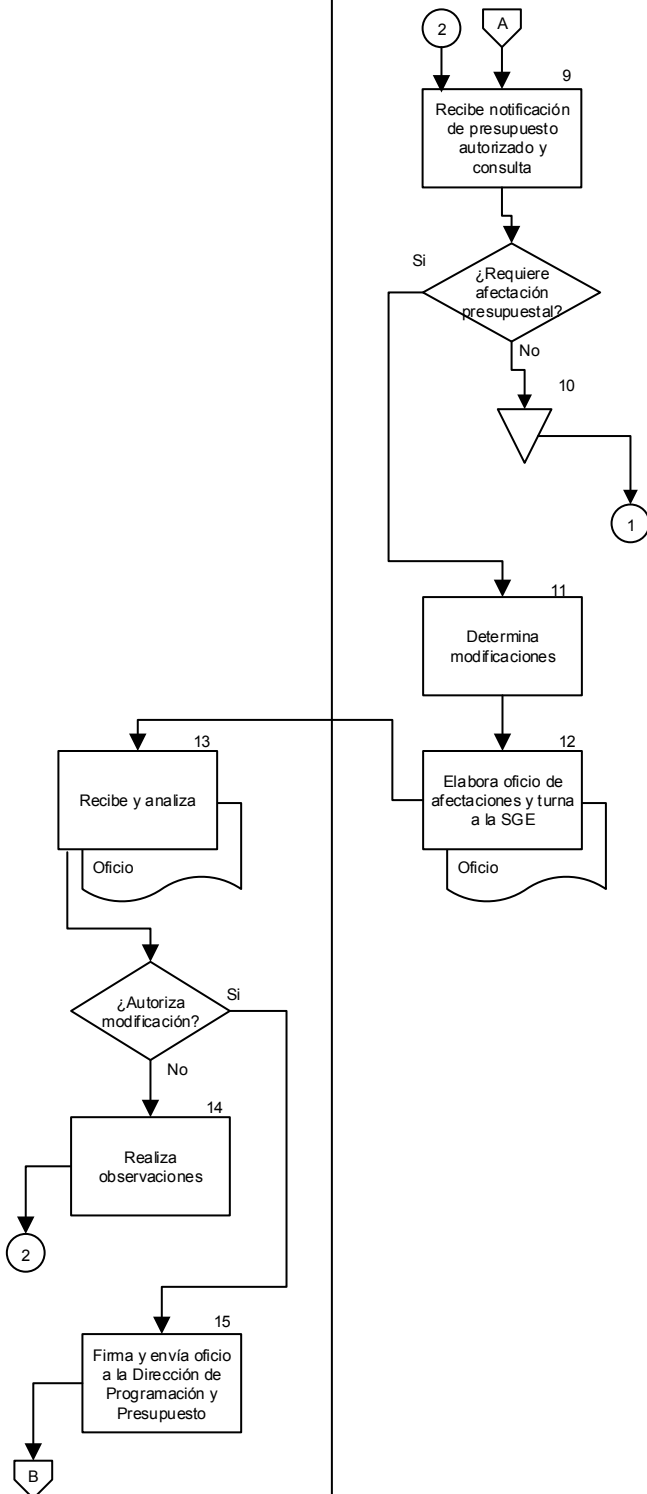 2
A
9
Recibe notificación
de presupuesto
autorizado y
consulta
Si
¿Requiere
afectación
presupuestal?
No
10
1
11
Determina
modificaciones
12
Elabora oficio de
afectaciones y turna
a la SGE
Oficio
13
Recibe y analiza
Oficio
¿Autoriza
modificación?
Si
No
14
Realiza
observaciones
2
15
Firma y envía oficio
a la Dirección de
Programación y
Presupuesto
B